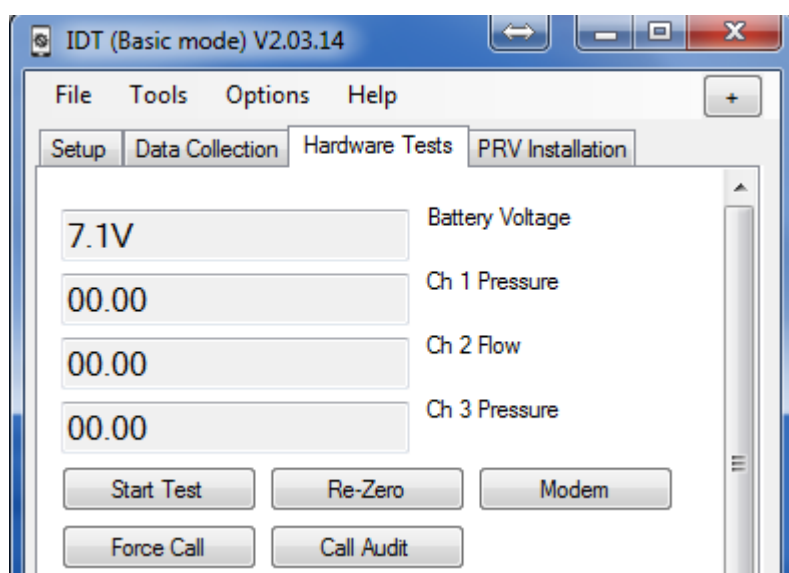 IDT (Basic mode) V2.03.14
File Tools Options Help +
Setup Data Collection Hardware Tests PRV Installation
7.1V Battery Voltage
00.00 Ch 1 Pressure
00.00 Ch 2 Flow
00.00 Ch 3 Pressure
Start Test Re-Zero Modem
Force Call Call Audit